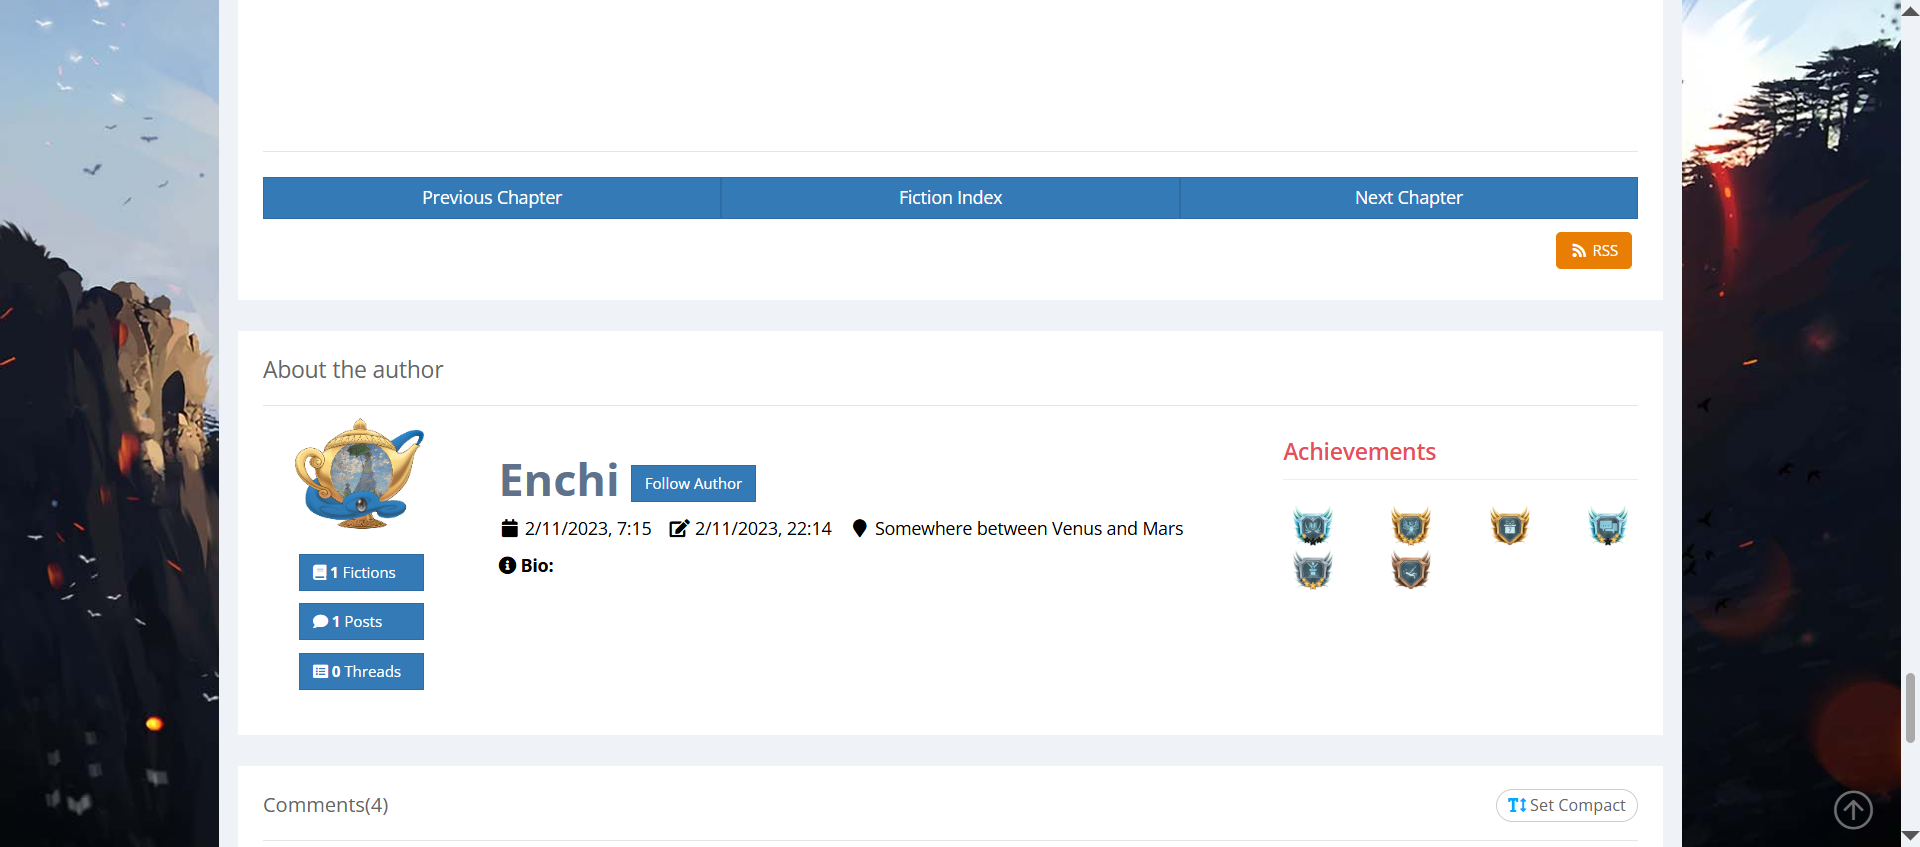 Previous Chapter
Fiction Index
Next Chapter
RSS
About the author
Achievements
Enchi
Follow Author
2/11/2023, 7:15 2/11/2023, 22:14 Somewhere between Venus and Mars
Bio:
1 Fictions
1 Posts
0 Threads
Comments(4)
Set Compact